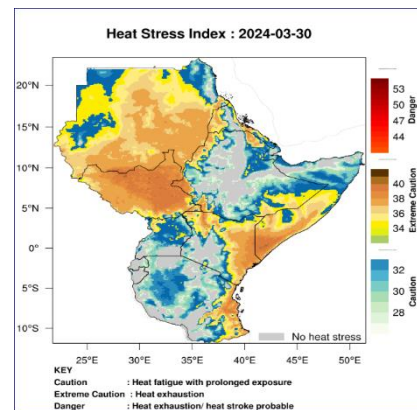 Heat Stress Index : 2024-03-30
20°N
15°N
10°N
5°N
0°
5°S
10°S
25°E 30°E 35°E 40°E 45°E 50°E
No heat stress
53
50
47
44
Danger
40
38
36
34
Extreme Caution
32
30
28
Caution
KEY
Caution : Heat fatigue with prolonged exposure
Extreme Caution : Heat exhaustion
Danger : Heat exhaustion/ heat stroke probable